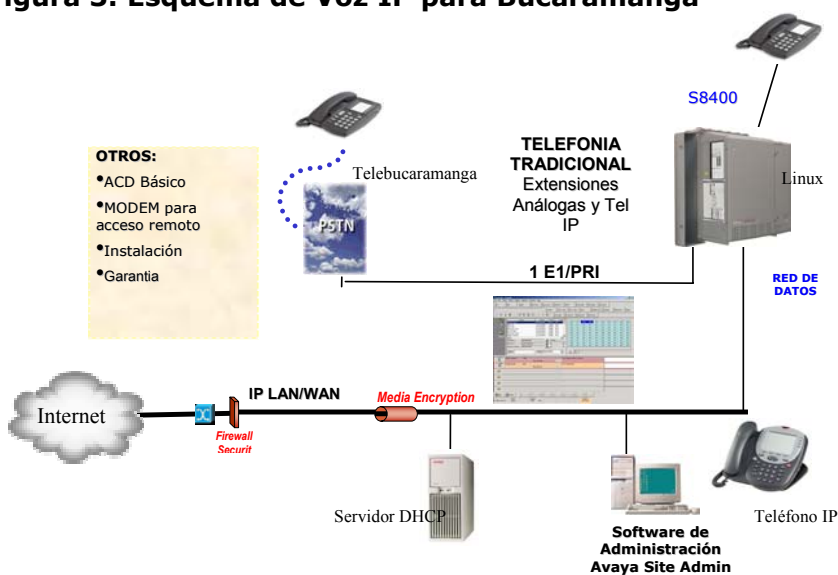 Figura 3. Esquema de Voz IP para Bucaramanga
S8400
OTROS:
•ACD Básico
•MODEM para
acceso remoto
•Instalación
•Garantia
Telebucaramanga
PSTN
TELEFONIA
TRADICIONAL
Extensiones
Análogas y Tel
IP
Linux
1 E1/PRI
RED DE
DATOS
Internet
IP LAN/WAN
Media Encryption
Firewall
Securit
Servidor DHCP
Software de
Administración
Avaya Site Admin
Teléfono IP